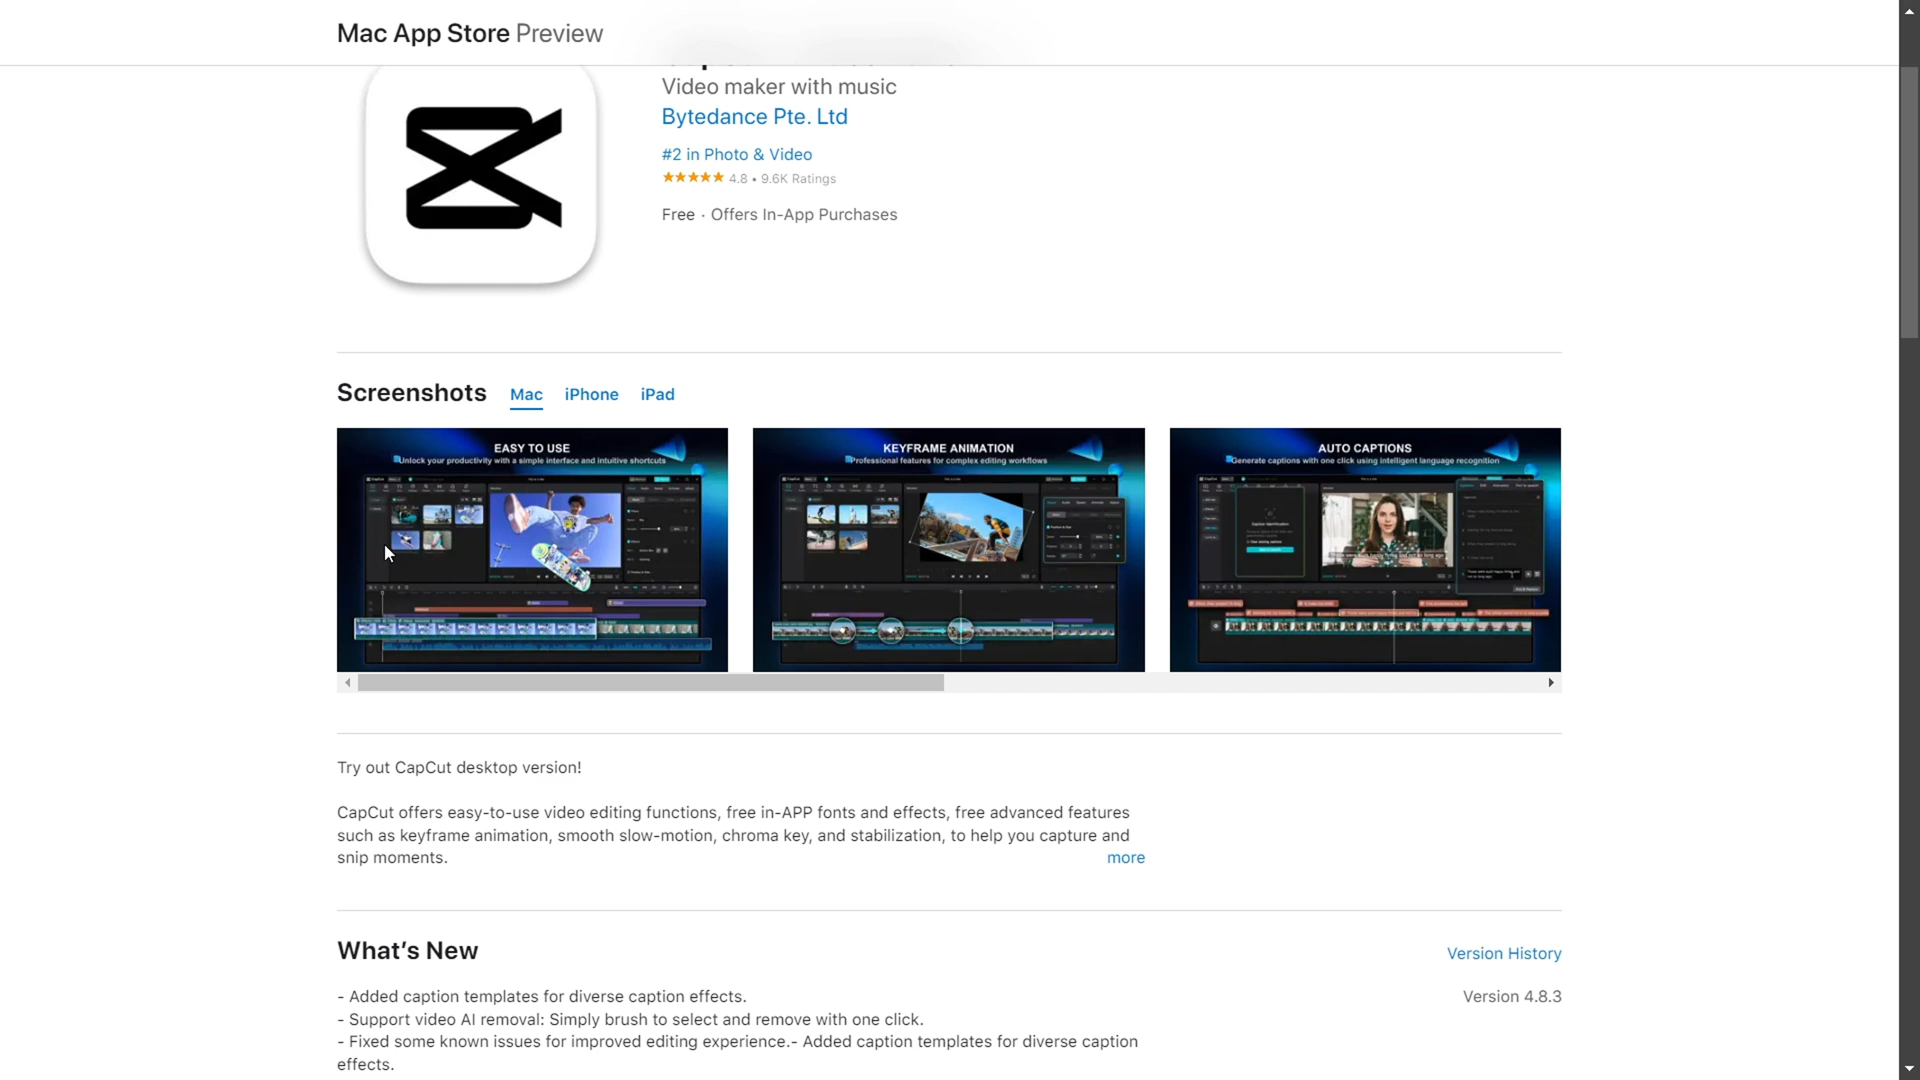 Mac App Store Preview
Video maker with music
Bytedance Pte. Ltd
#2 in Photo & Video
★★★★★ 4.8 • 9.6K Ratings
Free · Offers In-App Purchases
Screenshots Mac iPhone iPad
EASY TO USE
Unlock your productivity with a simple interface and intuitive shortcuts
KEYFRAME ANIMATION
Professional features for complex editing workflows
AUTO CAPTIONS
Generate captions with one click using intelligent language recognition
Try out CapCut desktop version!
CapCut offers easy-to-use video editing functions, free in-APP fonts and effects, free advanced features
such as keyframe animation, smooth slow-motion, chroma key, and stabilization, to help you capture and
snip moments. more
What's New
Version History
- Added caption templates for diverse caption effects.
Version 4.8.3
- Support video AI removal: Simply brush to select and remove with one click.
- Fixed some known issues for improved editing experience.- Added caption templates for diverse caption
effects.